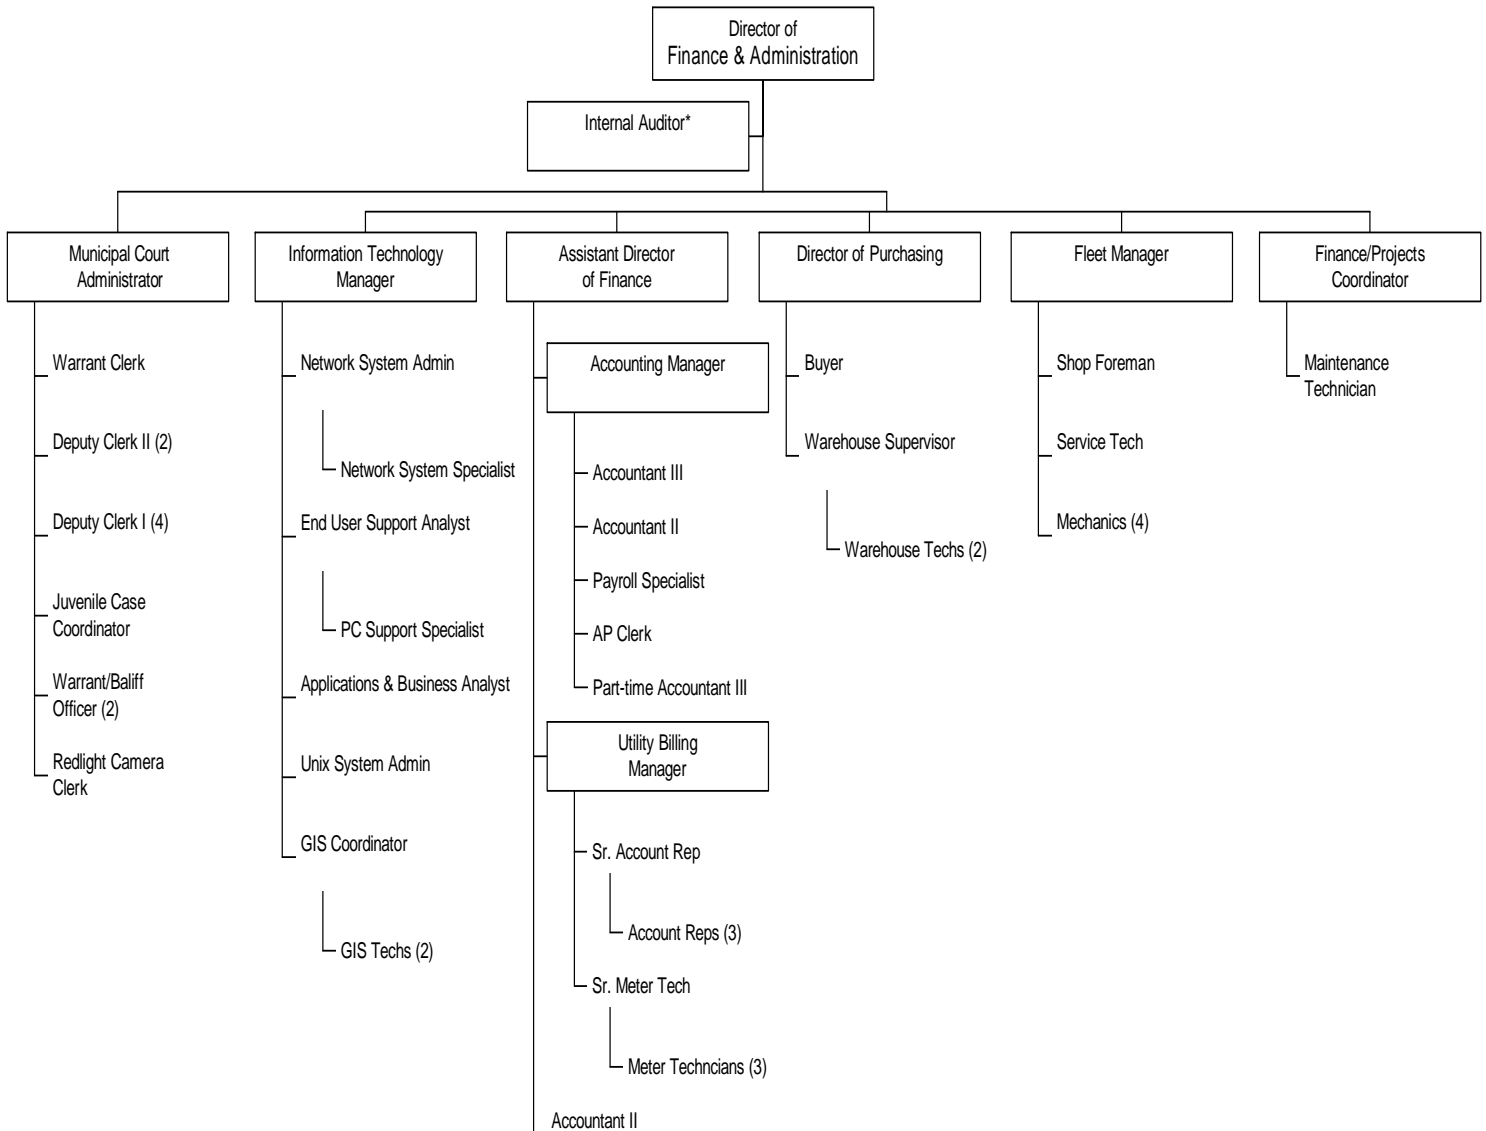 Director of
Finance & Administration
Internal Auditor*
Municipal Court
Administrator
Warrant Clerk
Deputy Clerk II (2)
Deputy Clerk I (4)
Juvenile Case
Coordinator
Warrant/Baliff
Officer (2)
Redlight Camera
Clerk
Information Technology
Manager
Network System Admin
Network System Specialist
End User Support Analyst
PC Support Specialist
Applications & Business Analyst
Unix System Admin
GIS Coordinator
GIS Techs (2)
Assistant Director
of Finance
Accounting Manager
Accountant III
Accountant II
Payroll Specialist
AP Clerk
Part-time Accountant III
Utility Billing
Manager
Sr. Account Rep
Account Reps (3)
Sr. Meter Tech
Meter Techncians (3)
Accountant II
Director of Purchasing
Buyer
Warehouse Supervisor
Warehouse Techs (2)
Fleet Manager
Shop Foreman
Service Tech
Mechanics (4)
Finance/Projects
Coordinator
Maintenance
Technician